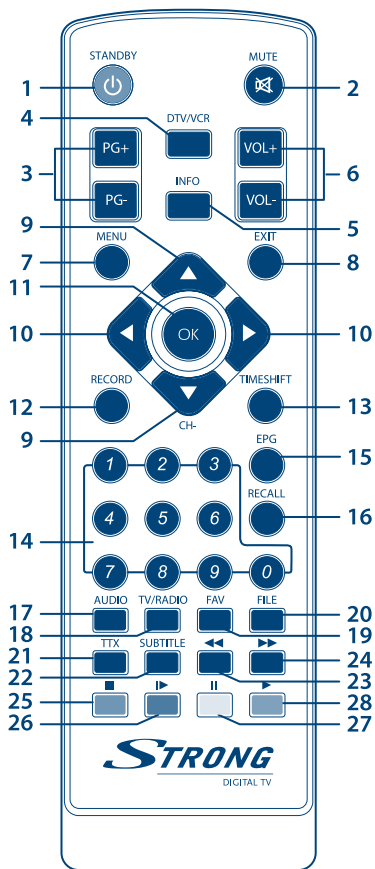 STANDBY
MUTE
1
2
4
DTV/VCR
PG+
VOL+
3
6
INFO
PG-
VOL-
9
5
MENU
EXIT
7
8
11
10
OK
10
RECORD
TIMESHIFT
12
13
9
CH-
EPG
1
2
3
15
RECALL
4
5
6
16
14
7
8
9
0
AUDIO
TV/RADIO
FAV
FILE
17
20
18
19
TTX
SUBTITLE
21
24
22
23
25
28
26
27
STRONG
DIGITAL TV